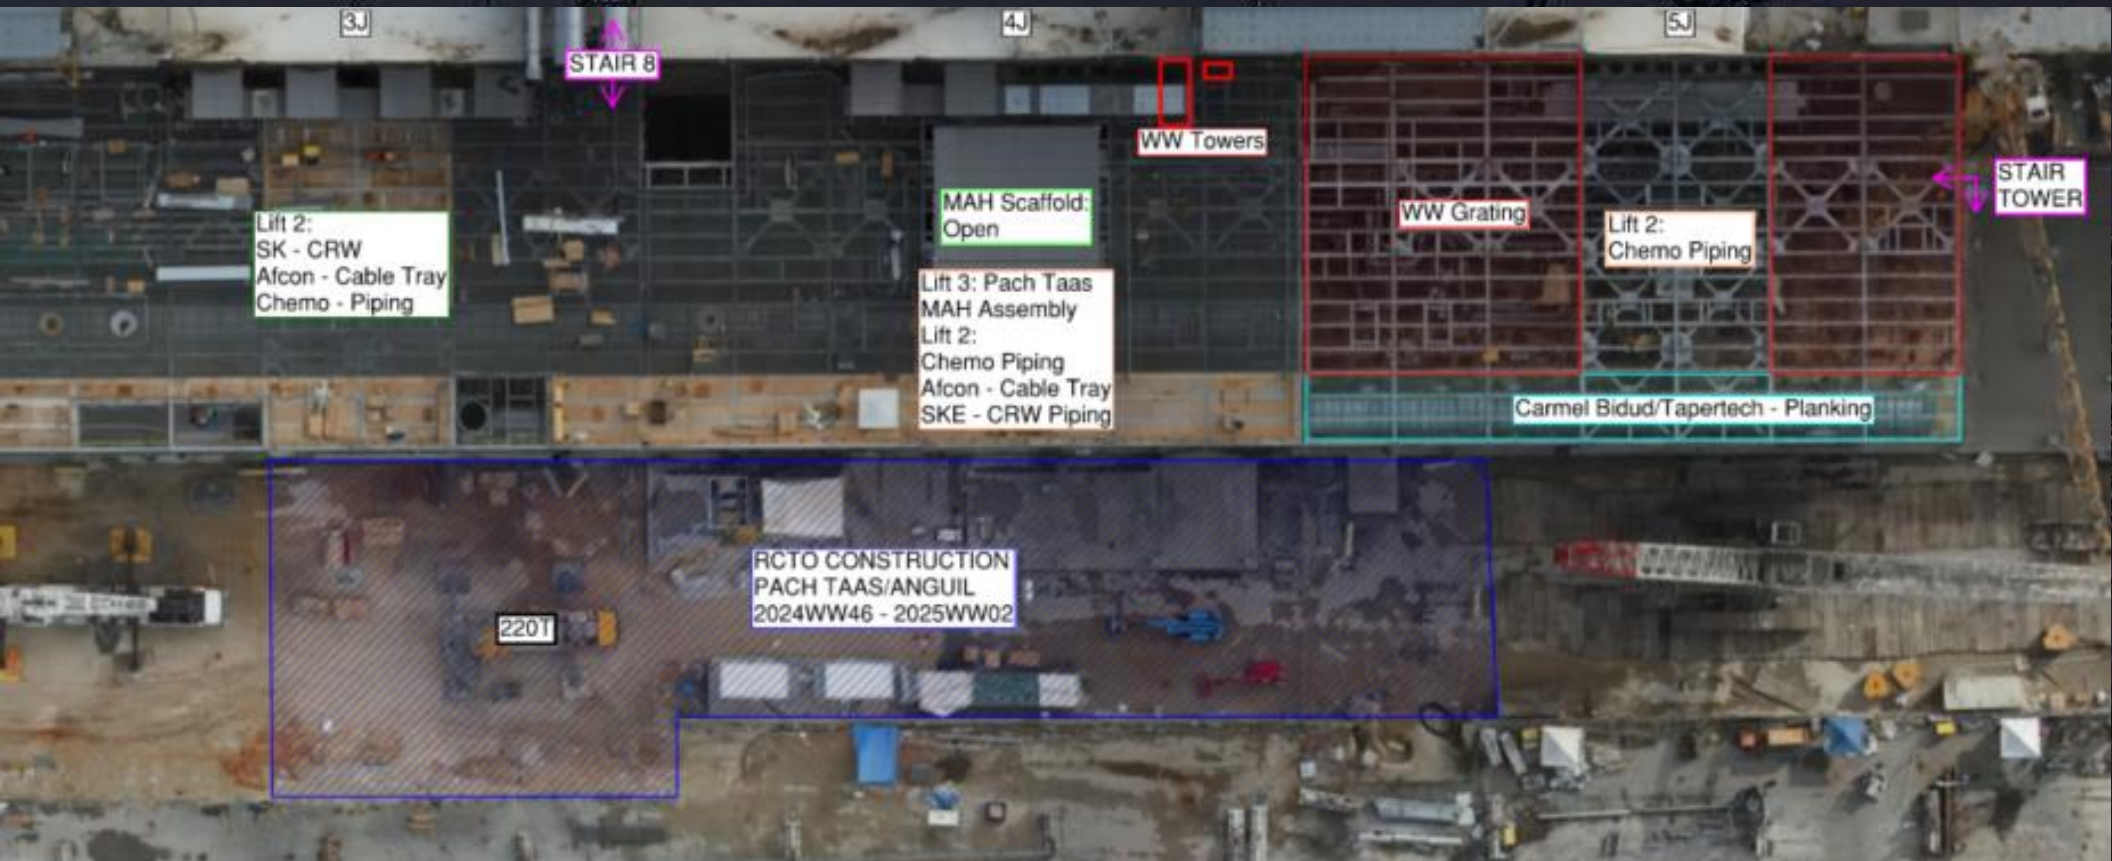 3J
4J
5J
STAIR 8
WW Towers
STAIR
TOWER
MAH Scaffold:
Open
WW Grating
Lift 2:
Chemo Piping
Lift 2:
SK - CRW
Afcon - Cable Tray
Chemo - Piping
Lift 3: Pach Taas
MAH Assembly
Lift 2:
Chemo Piping
Afcon - Cable Tray
SKE - CRW Piping
Carmel Bidud/Tapertech - Planking
RCTO CONSTRUCTION
PACH TAAS/ANGUIL
2024WW46 - 2025WW02
220T